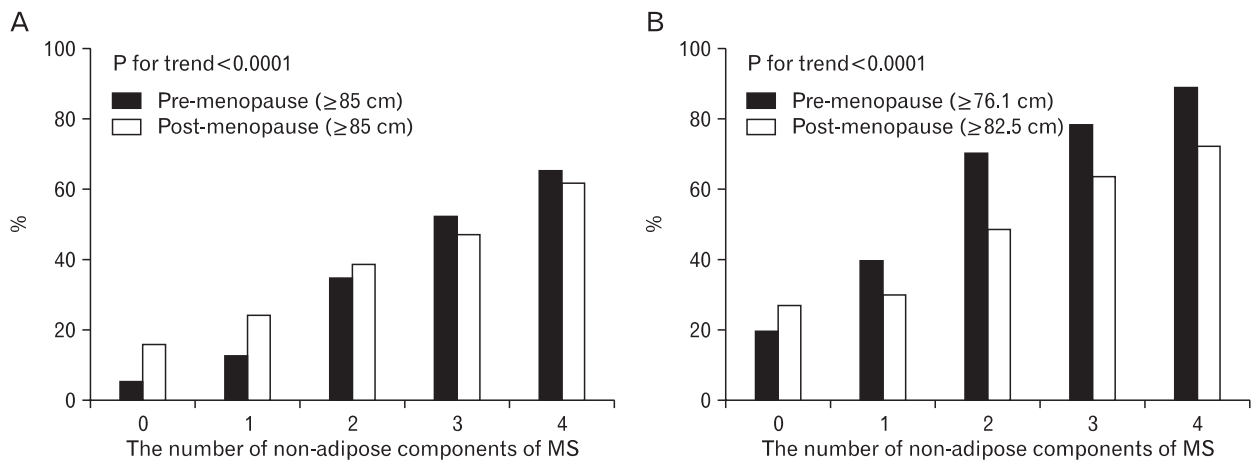 A
P for trend<0.0001
Pre-menopause (≥85 cm)
Post-menopause (≥85 cm)
%
100
80
60
40
20
0
0 1 2 3 4
The number of non-adipose components of MS
B
P for trend<0.0001
Pre-menopause (≥76.1 cm)
Post-menopause (≥82.5 cm)
%
100
80
60
40
20
0
0 1 2 3 4
The number of non-adipose components of MS